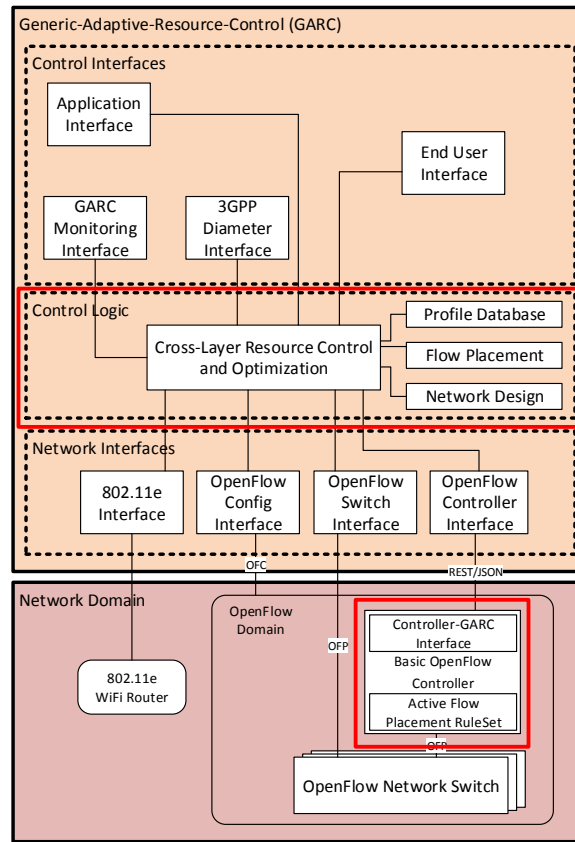 Generic-Adaptive-Resource-Control (GARC)
Control Interfaces
Application
Interface
End User
Interface
GARC
Monitoring
Interface
3GPP
Diameter
Interface
Control Logic
Profile Database
Cross-Layer Resource Control
and Optimization
Flow Placement
Network Design
Network Interfaces
802.11e
Interface
OpenFlow
Config
Interface
OpenFlow
Switch
Interface
OpenFlow
Controller
Interface
OFC
REST/JSON
Network Domain
OpenFlow
Domain
Controller-GARC
Interface
Basic OpenFlow
Controller
Active Flow
Placement RuleSet
OFP
802.11e
WiFi Router
OFP
OpenFlow Network Switch